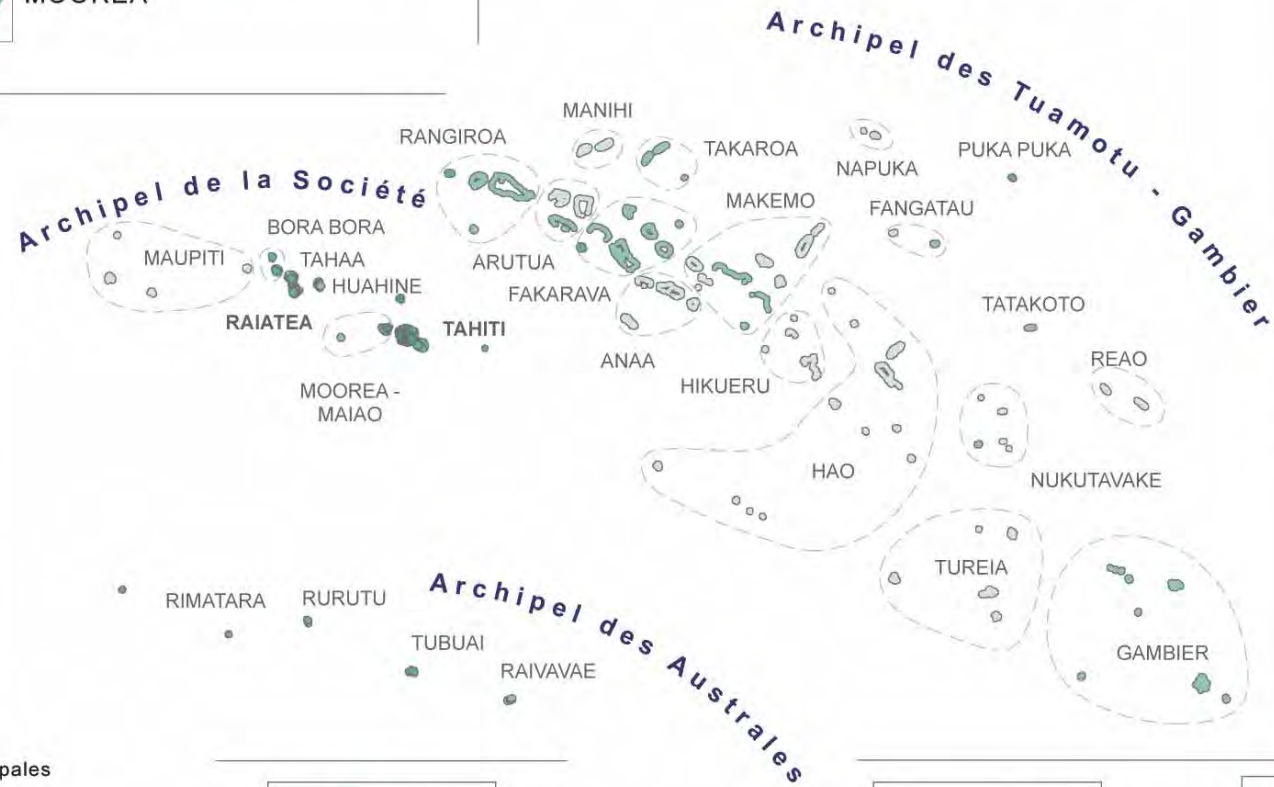 MOOREA
Archipel des Tuamotu - Gambier
MANIHI
RANGIROA
TAKAROA
NAPUKA
PUKA PUKA
Archipel de la Société
MAKEMO
FANGATAU
BORA BORA
MAUPITI
TAHAA
ARUTUA
HUAHINE
FAKARAVA
TATAKOTO
RAIATEA
TAHITI
ANAA
REAO
HIKUERU
MOOREA -
MAIAO
HAO
NUKUTAVAKE
TUREIA
Archipel des Australes
RIMATARA
RURUTU
TUBUAI
GAMBIER
RAIVAVAE
pales